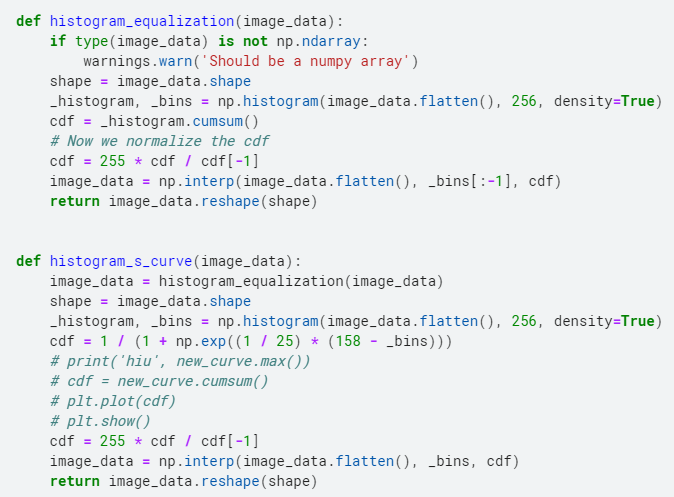 def histogram_equalization(image_data):
    if type(image_data) is not np.ndarray:
        warnings.warn('Should be a numpy array')
    shape = image_data.shape
    _histogram, _bins = np.histogram(image_data.flatten(), 256, density=True)
    cdf = _histogram.cumsum()
    # Now we normalize the cdf
    cdf = 255 * cdf / cdf[-1]
    image_data = np.interp(image_data.flatten(), _bins[:-1], cdf)
    return image_data.reshape(shape)


def histogram_s_curve(image_data):
    image_data = histogram_equalization(image_data)
    shape = image_data.shape
    _histogram, _bins = np.histogram(image_data.flatten(), 256, density=True)
    cdf = 1 / (1 + np.exp((1 / 25) * (158 - _bins)))
    # print('hiu', new_curve.max())
    # cdf = new_curve.cumsum()
    # plt.plot(cdf)
    # plt.show()
    cdf = 255 * cdf / cdf[-1]
    image_data = np.interp(image_data.flatten(), _bins, cdf)
    return image_data.reshape(shape)